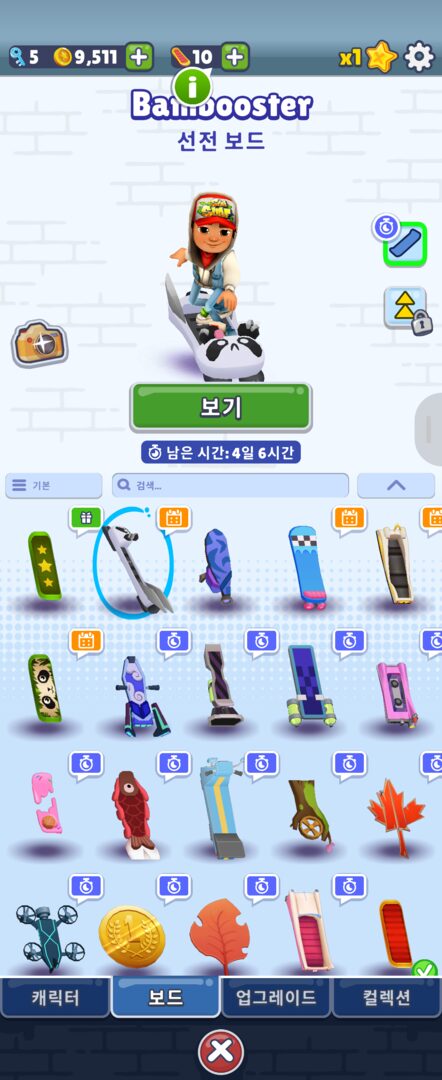 5 9,511 10 x1
Bambooster
선전 보드
보기
남은 시간: 4일 6시간
기본 검색...
캐릭터 보드 업그레이드 컬렉션